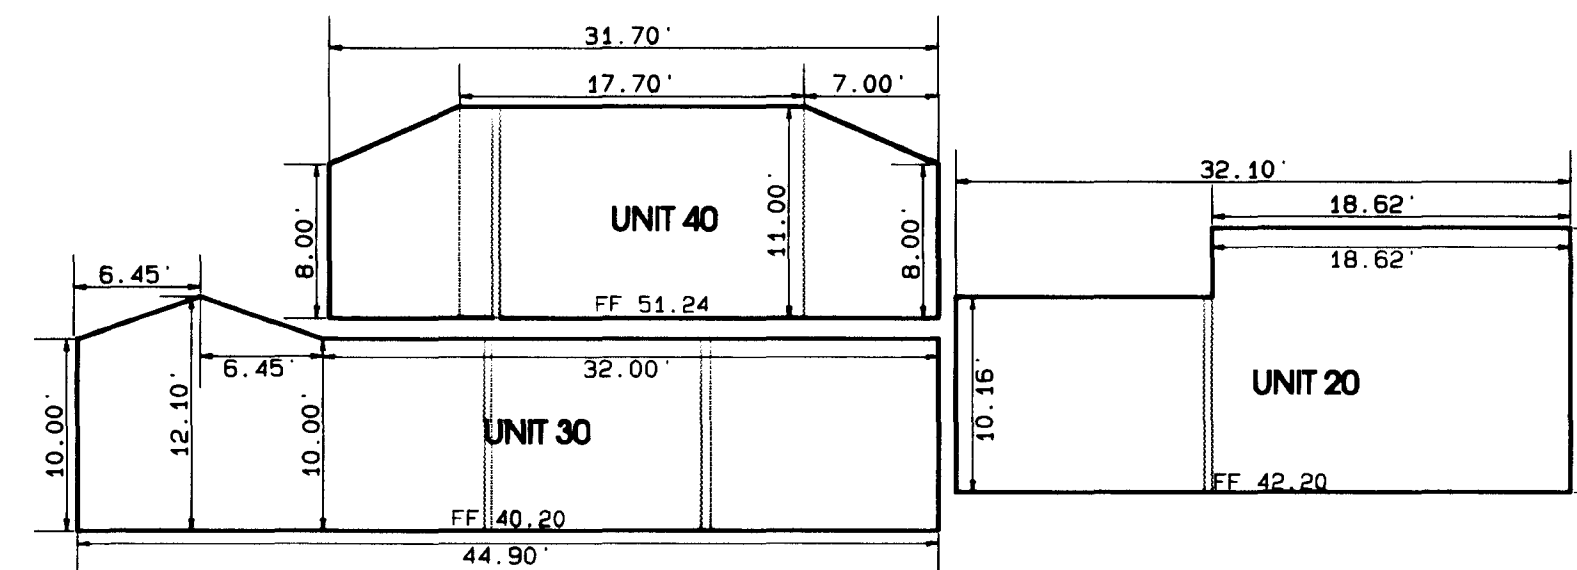 31.70'
17.70'
7.00'
32.10'
18.62'
18.62'
8.00'
UNIT 40
11.00'
8.00'
6.45'
FF 51.24
6.45'
32.00'
10.00'
12.10'
10.00'
UNIT 30
10.16'
UNIT 20
FF 42.20
FF 40.20
44.90'